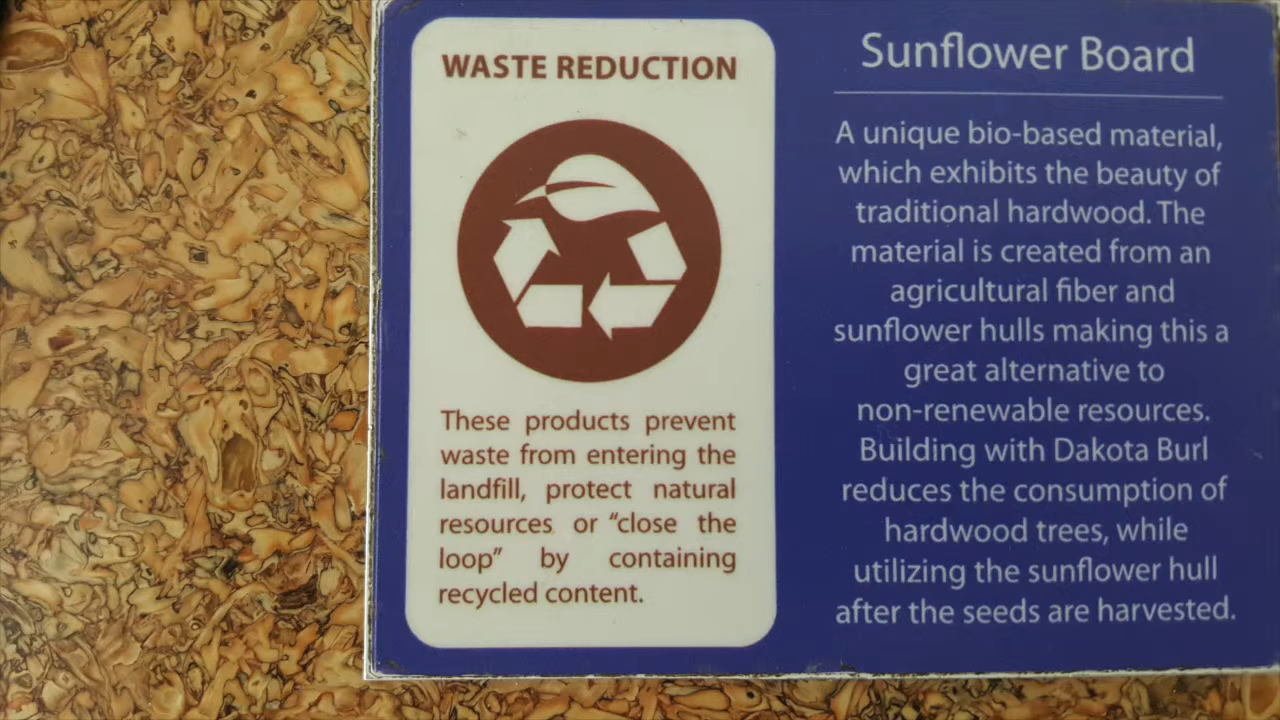 WASTE REDUCTION
These products prevent
waste from entering the
landfill, protect natural
resources or “close the
loop” by containing
recycled content.
Sunflower Board
A unique bio-based material,
which exhibits the beauty of
traditional hardwood. The
material is created from an
agricultural fiber and
sunflower hulls making this a
great alternative to
non-renewable resources.
Building with Dakota Burl
reduces the consumption of
hardwood trees, while
utilizing the sunflower hull
after the seeds are harvested.